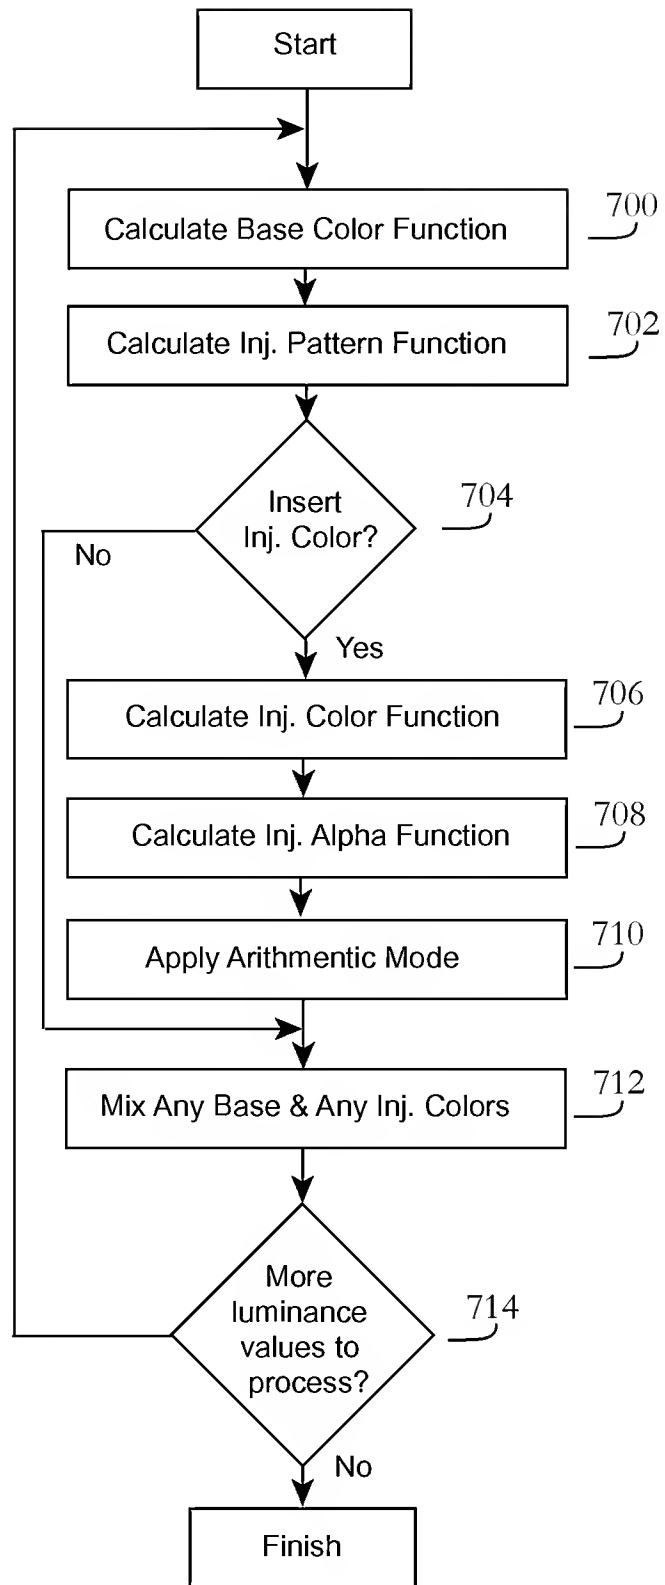 Start
Calculate Base Color Function
700
Calculate Inj. Pattern Function
702
Insert
Inj. Color?
704
No
Yes
Calculate Inj. Color Function
706
Calculate Inj. Alpha Function
708
Apply Arithmentic Mode
710
Mix Any Base & Any Inj. Colors
712
More
luminance
values to
process?
714
No
Finish